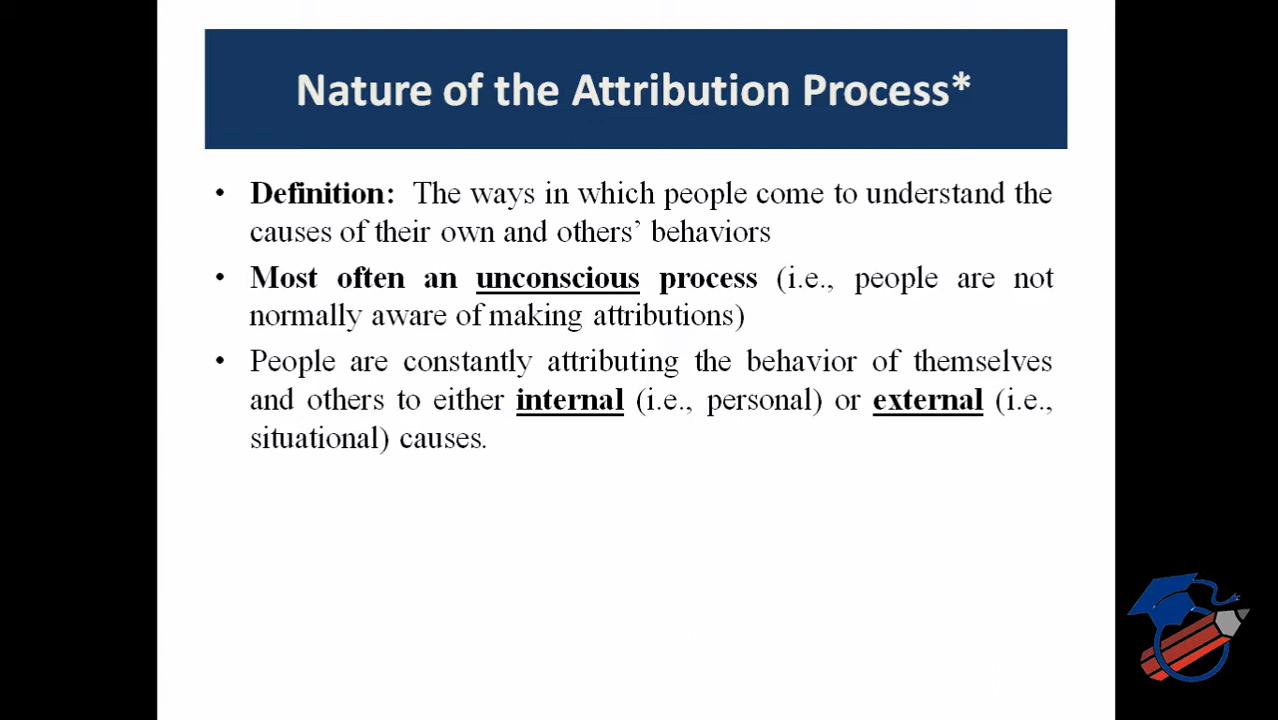 Nature of the Attribution Process*
• Definition: The ways in which people come to understand the
causes of their own and others’ behaviors
• Most often an unconscious process (i.e., people are not
normally aware of making attributions)
• People are constantly attributing the behavior of themselves
and others to either internal (i.e., personal) or external (i.e.,
situational) causes.